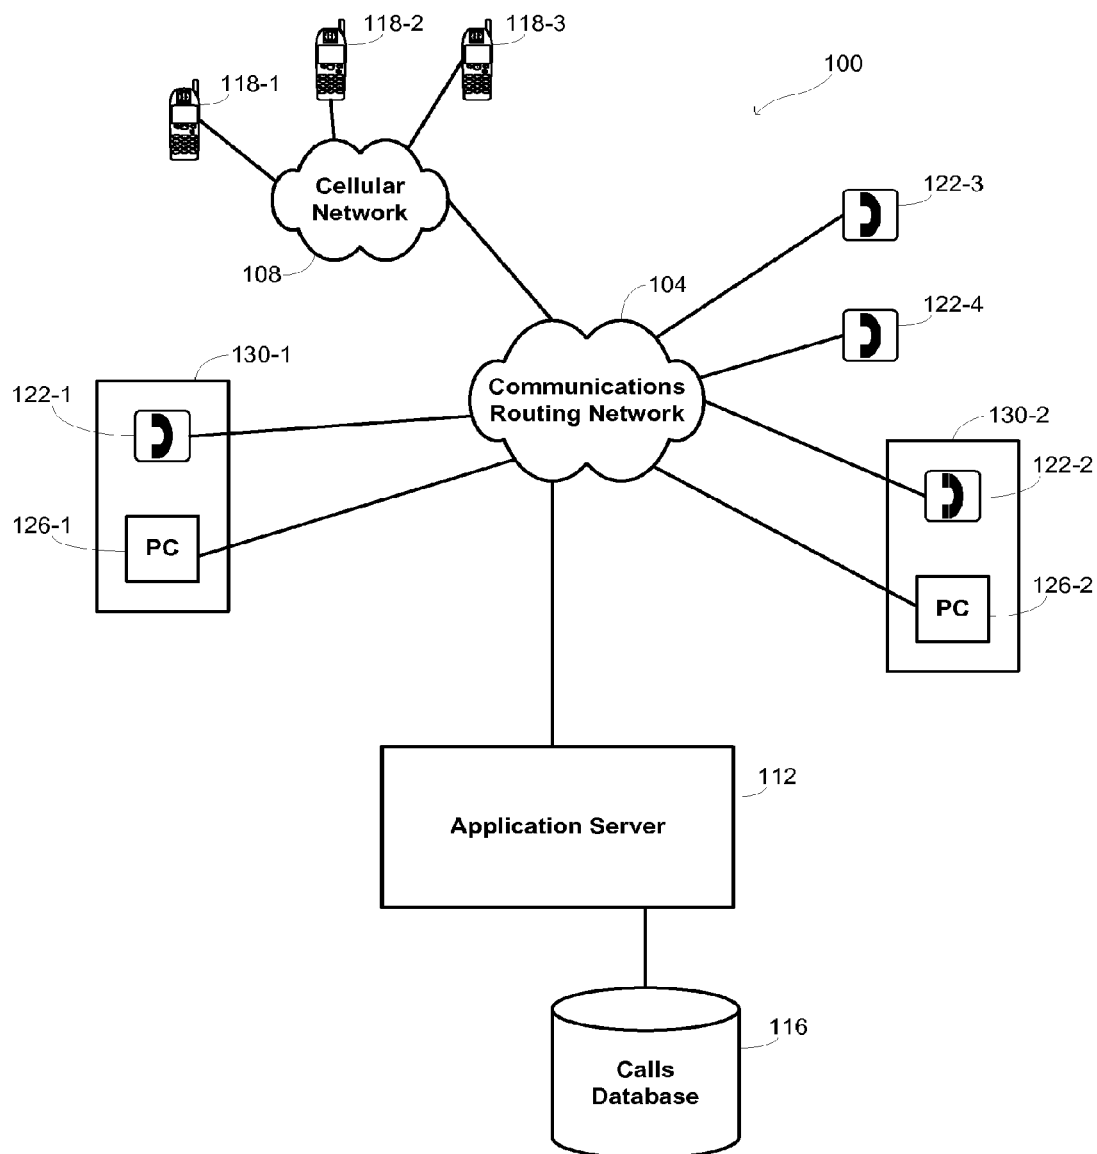 118-2
118-3
118-1
100
Cellular
Network
122-3
108
104
122-4
130-1
Communications
Routing Network
122-1
130-2
122-2
126-1
PC
126-2
PC
112
Application Server
116
Calls
Database